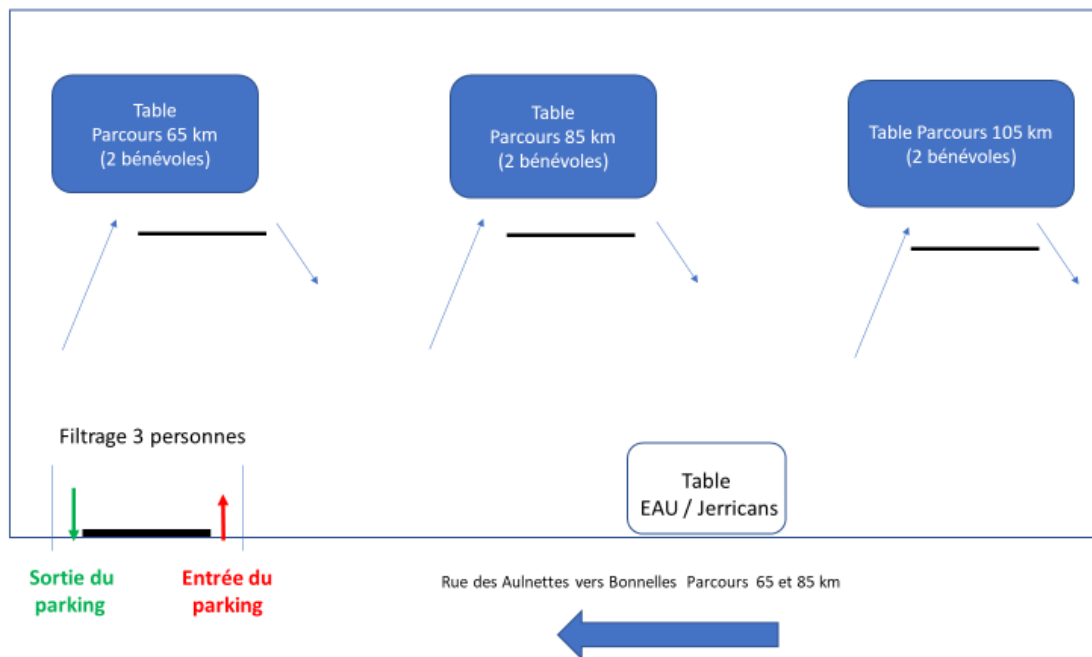 Table
Parcours 65 km
(2 bénévoles)
Table
Parcours 85 km
(2 bénévoles)
Table Parcours 105 km
(2 bénévoles)
Filtrage 3 personnes
Table
EAU / Jerricans
Sortie du
parking
Entrée du
parking
Rue des Aulnettes vers Bonnelles Parcours 65 et 85 km